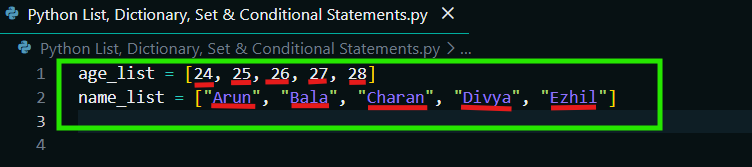 Python List, Dictionary, Set & Conditional Statements.py ×
Python List, Dictionary, Set & Conditional Statements.py > ...
1 age_list = [24, 25, 26, 27, 28]
2 name_list = ["Arun", "Bala", "Charan", "Divya", "Ezhil"]
3
4